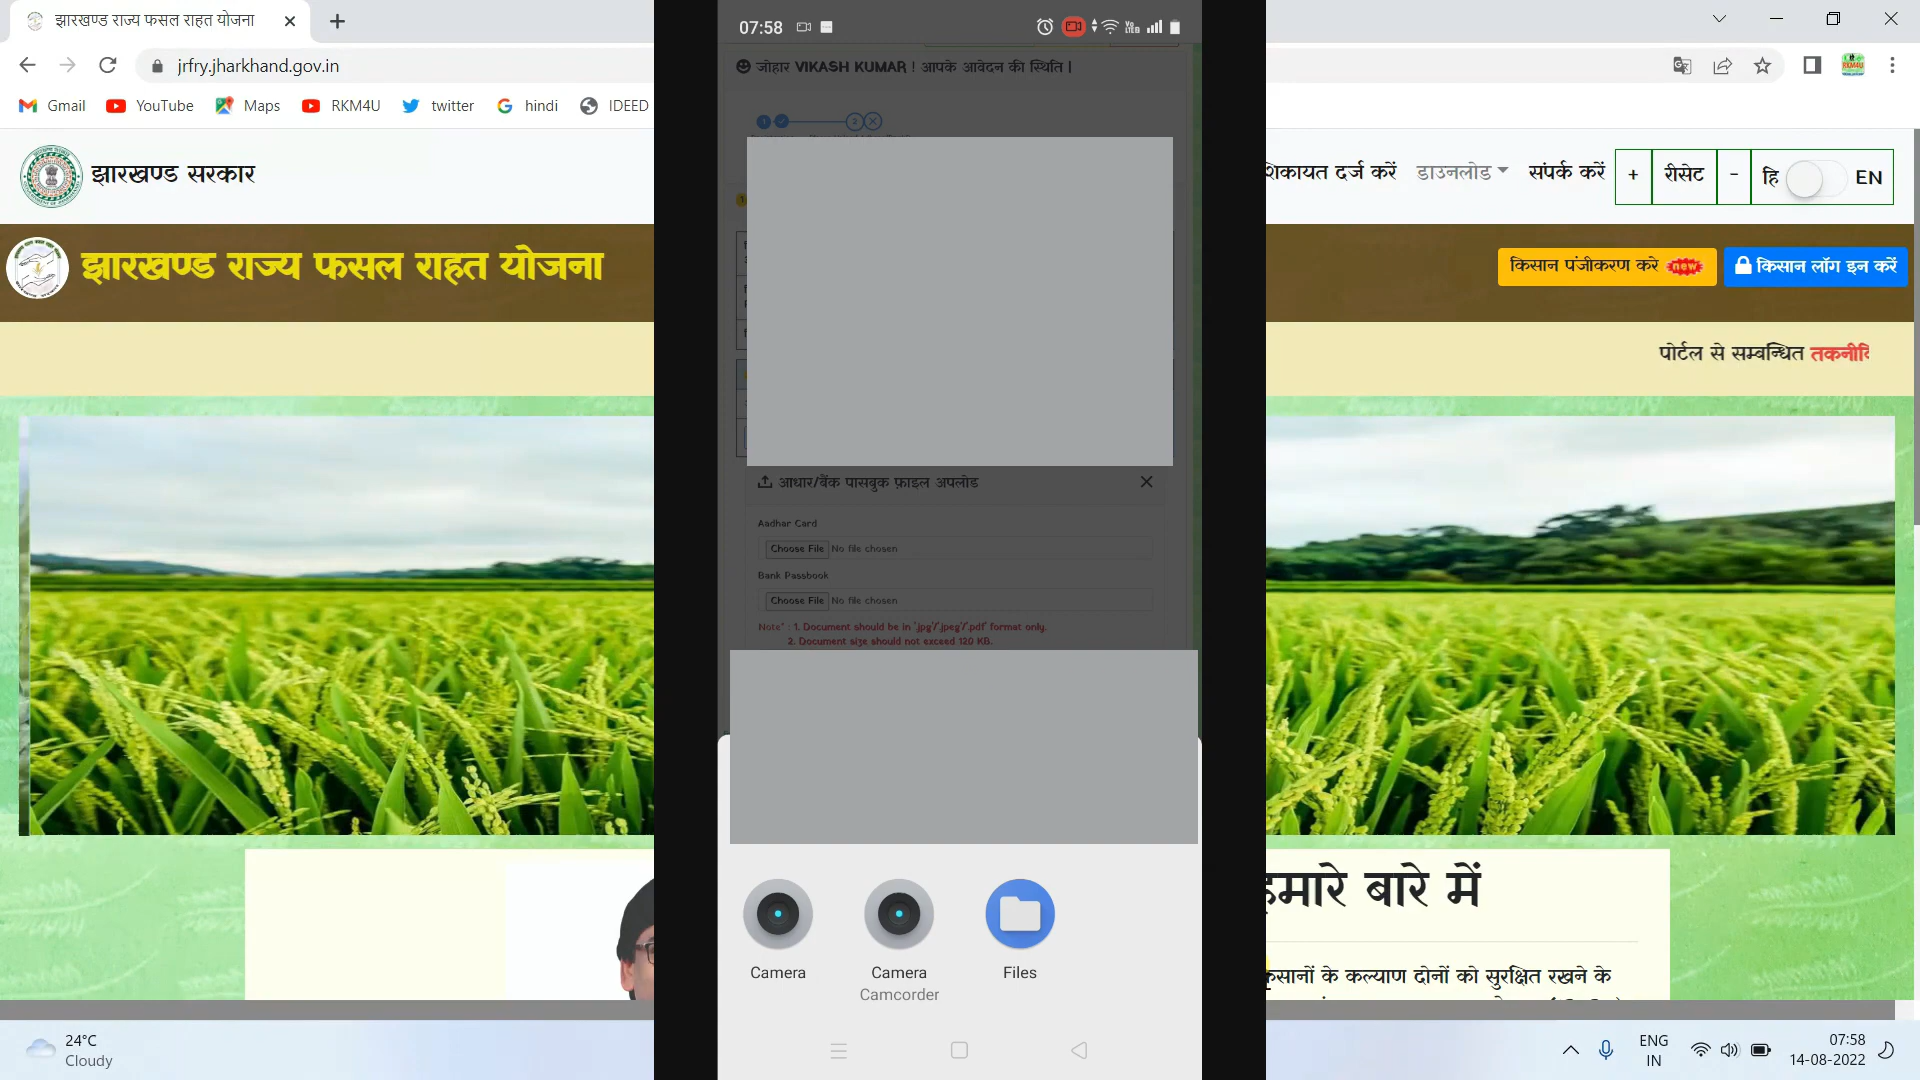 झारखण्ड राज्य फसल राहत योजना
jrfry.jharkhand.gov.in
Gmail YouTube Maps RKM4U twitter hindi IDEED
झारखण्ड सरकार
झारखण्ड राज्य फसल राहत योजना
07:58
जोहार VIKASH KUMAR ! आपके आवेदन की स्थिति |
1 2
आधार/बैंक पासबुक फ़ाइल अपलोड
Aadhar Card
Choose File No file chosen
Bank Passbook
Choose File No file chosen
Note* : 1. Document should be in '.jpg'/'.jpeg'/'.pdf' format only.
2. Document size should not exceed 120 KB.
Camera Camera Files
Camcorder
शिकायत दर्ज करें डाउनलोड संपर्क करें + रीसेट - हि EN
किसान पंजीकरण करे new किसान लॉग इन करें
पोर्टल से सम्बन्धित
हमारे बारे में
किसानों के कल्याण दोनों को सुरक्षित रखने के
24°C
Cloudy
ENG
IN
07:58
14-08-2022